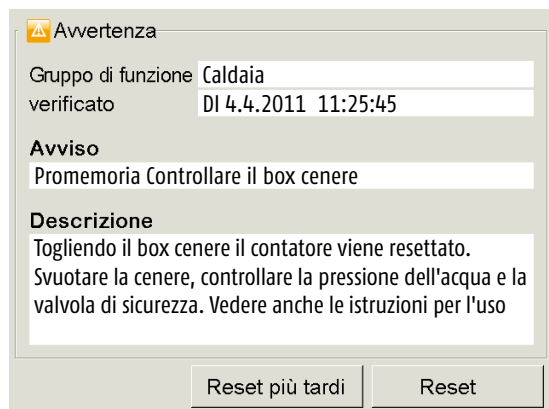 Avvertenza
Gruppo di funzione Caldaia
verificato DI 4.4.2011 11:25:45
Avviso
Promemoria Controllare il box cenere
Descrizione
Togliendo il box cenere il contatore viene resettato.
Svuotare la cenere, controllare la pressione dell'acqua e la
valvola di sicurezza. Vedere anche le istruzioni per l'uso
Reset più tardi Reset